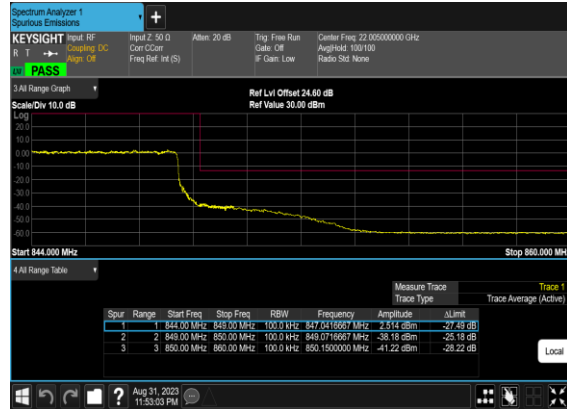 Spectrum Analyzer 1
Spurious Emissions
KEYSIGHT
R T
PASS
Input: RF
Coupling: DC
Align: Off
Input Z: 50 Ω
Corr CCorr
Freq Ref: Int (S)
Atten: 20 dB
Trig: Free Run
Gate: Off
IF Gain: Low
Center Freq: 22.005000000 GHz
Avg|Hold: 100/100
Radio Std: None
3 All Range Graph
Scale/Div 10.0 dB
Ref Lvl Offset 24.60 dB
Ref Value 30.00 dBm
Log
20.0
10.0
0.00
-10.0
-20.0
-30.0
-40.0
-50.0
-60.0
Start 844.000 MHz
Stop 860.000 MH
4 All Range Table
Measure Trace Trace 1
Trace Type Trace Average (Active)
Spur Range Start Freq Stop Freq RBW Frequency Amplitude ΔLimit
1 1 844.00 MHz 849.00 MHz 100.0 kHz 847.0416667 MHz 2.514 dBm -27.49 dB
2 2 849.00 MHz 850.00 MHz 100.0 kHz 849.0716667 MHz -38.18 dBm -25.18 dB
3 3 850.00 MHz 860.00 MHz 100.0 kHz 850.1500000 MHz -41.22 dBm -28.22 dB
Local
?
Aug 31, 2023
11:53:03 PM